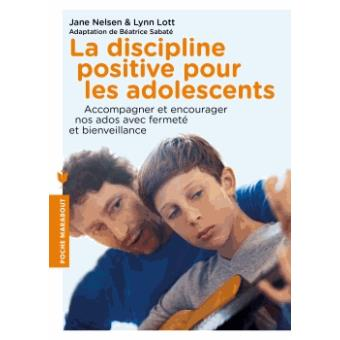 Jane Nelsen & Lynn Lott
Adaptation de Béatrice Sabaté
La discipline
positive pour
les adolescents
Accompagner et encourager
nos ados avec fermeté
et bienveillance
POCHE MARABOUT